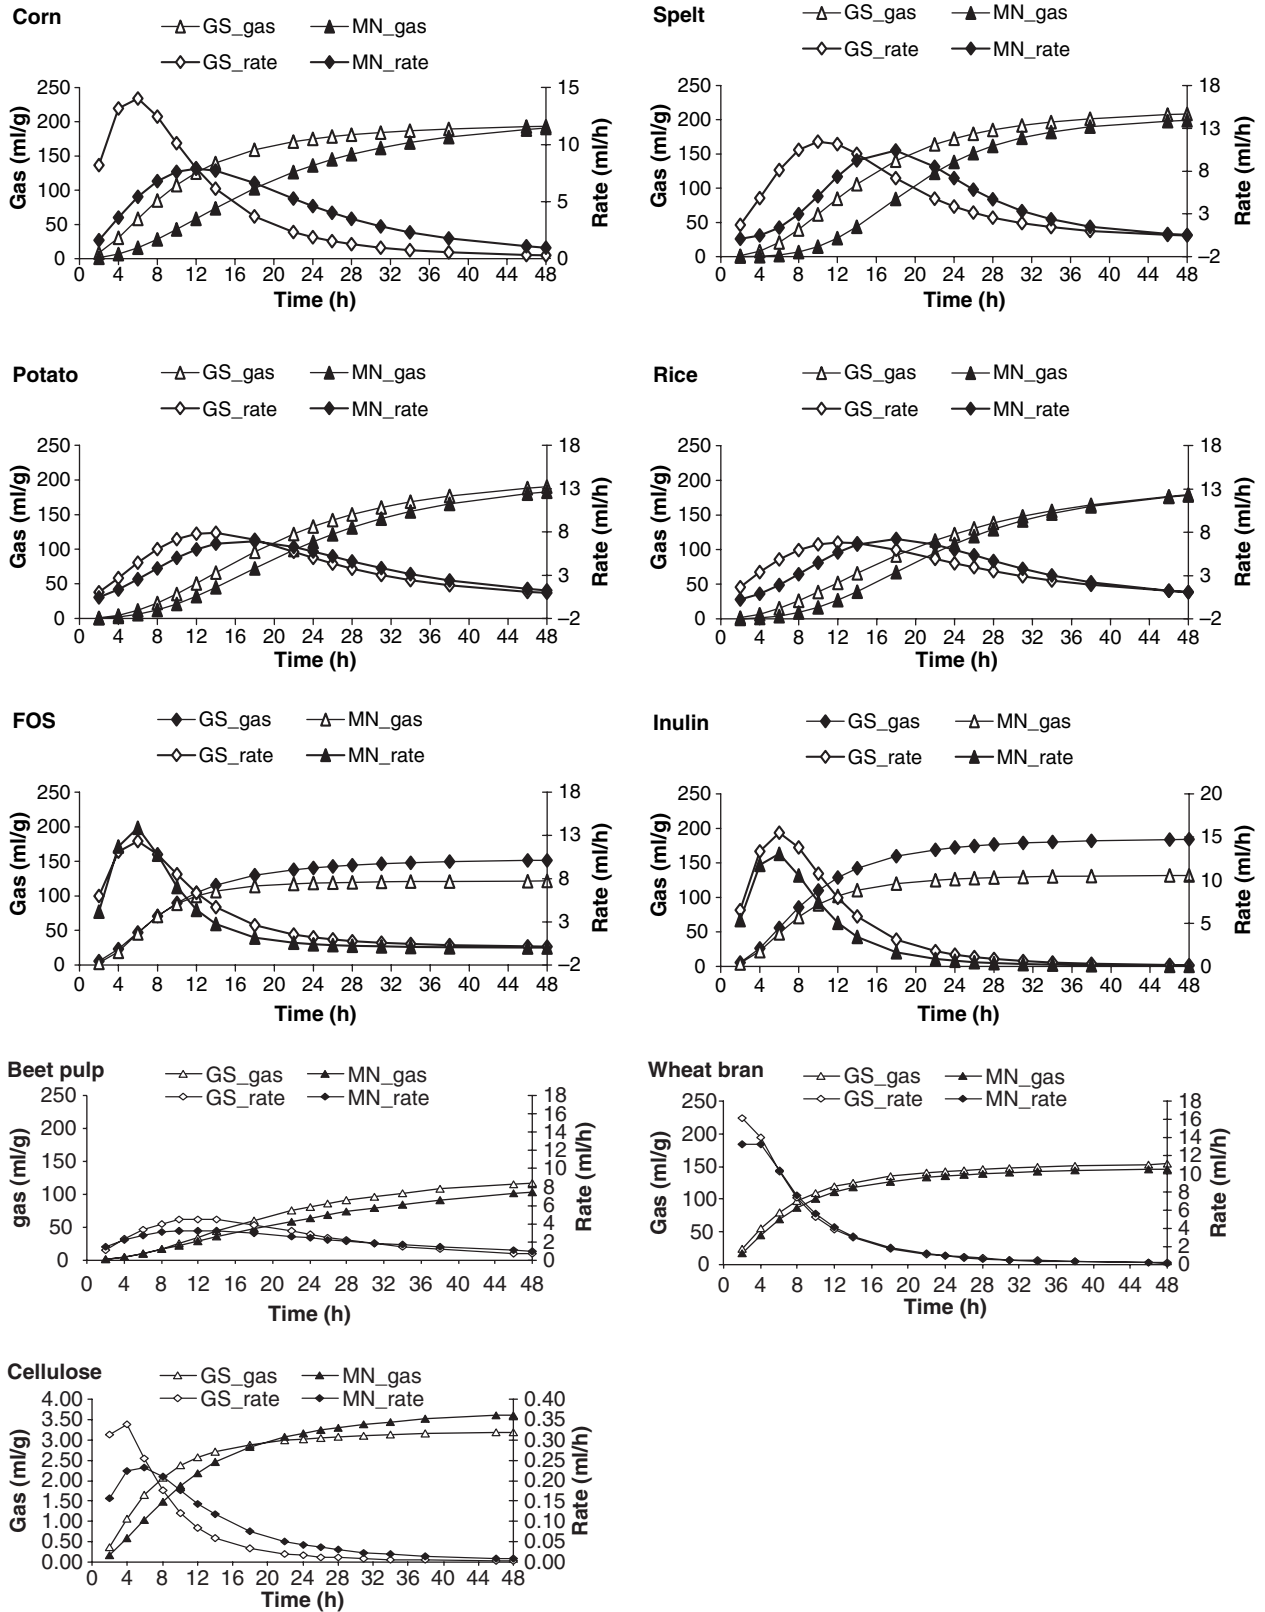 Corn
GS_gas MN_gas
GS_rate MN_rate
250 200 150 100 50 0
Gas (ml/g)
15 10 5 0
Rate (ml/h)
0 4 8 12 16 20 24 28 32 36 40 44 48
Time (h)
Spelt
GS_gas MN_gas
GS_rate MN_rate
250 200 150 100 50 0
Gas (ml/g)
18 13 8 3 −2
Rate (ml/h)
0 4 8 12 16 20 24 28 32 36 40 44 48
Time (h)
Potato
GS_gas MN_gas
GS_rate MN_rate
250 200 150 100 50 0
Gas (ml/g)
18 13 8 3 −2
Rate (ml/h)
0 4 8 12 16 20 24 28 32 36 40 44 48
Time (h)
Rice
GS_gas MN_gas
GS_rate MN_rate
250 200 150 100 50 0
Gas (ml/g)
18 13 8 3 −2
Rate (ml/h)
0 4 8 12 16 20 24 28 32 36 40 44 48
Time (h)
FOS
GS_gas MN_gas
GS_rate MN_rate
250 200 150 100 50 0
Gas (ml/g)
18 13 8 3 −2
Rate (ml/h)
0 4 8 12 16 20 24 28 32 36 40 44 48
Time (h)
Inulin
GS_gas MN_gas
GS_rate MN_rate
250 200 150 100 50 0
Gas (ml/g)
20 15 10 5 0
Rate (ml/h)
0 4 8 12 16 20 24 28 32 36 40 44 48
Time (h)
Beet pulp
GS_gas MN_gas
GS_rate MN_rate
250 200 150 100 50 0
gas (ml/g)
18 16 14 12 10 8 6 4 2 0
Rate (ml/h)
0 4 8 12 16 20 24 28 32 36 40 44 48
Time (h)
Wheat bran
GS_gas MN_gas
GS_rate MN_rate
250 200 150 100 50 0
Gas (ml/g)
18 16 14 12 10 8 6 4 2 0
Rate (ml/h)
0 4 8 12 16 20 24 28 32 36 40 44 48
Time (h)
Cellulose
GS_gas MN_gas
GS_rate MN_rate
4.00 3.50 3.00 2.50 2.00 1.50 1.00 0.50 0.00
Gas (ml/g)
0.40 0.35 0.30 0.25 0.20 0.15 0.10 0.05 0.00
Rate (ml/h)
0 4 8 12 16 20 24 28 32 36 40 44 48
Time (h)